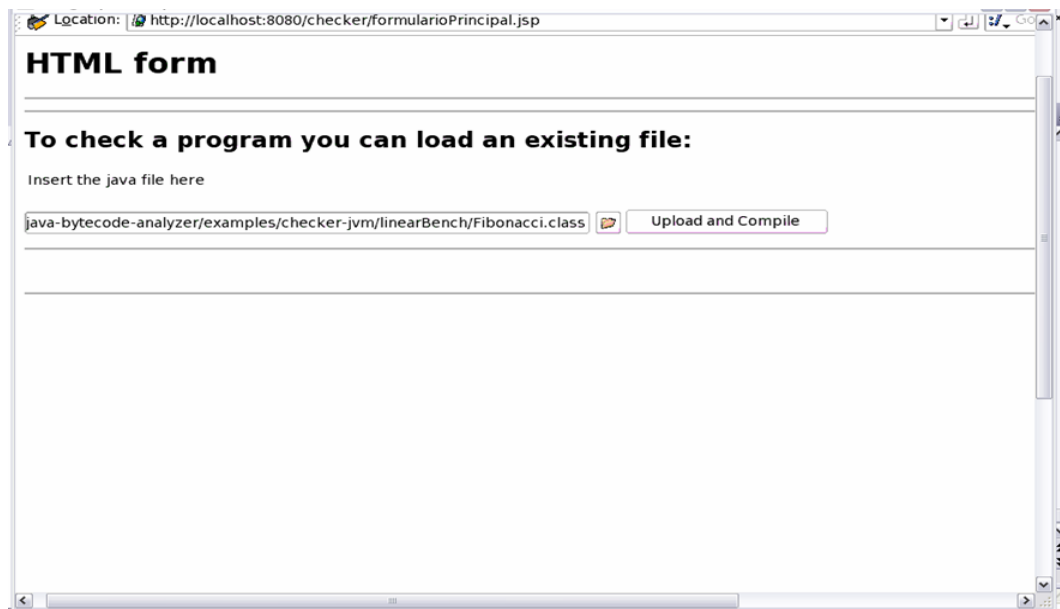 Location: http://localhost:8080/checker/formularioPrincipal.jsp Go
HTML form
To check a program you can load an existing file:
Insert the java file here
java-bytecode-analyzer/examples/checker-jvm/linearBench/Fibonacci.class Upload and Compile